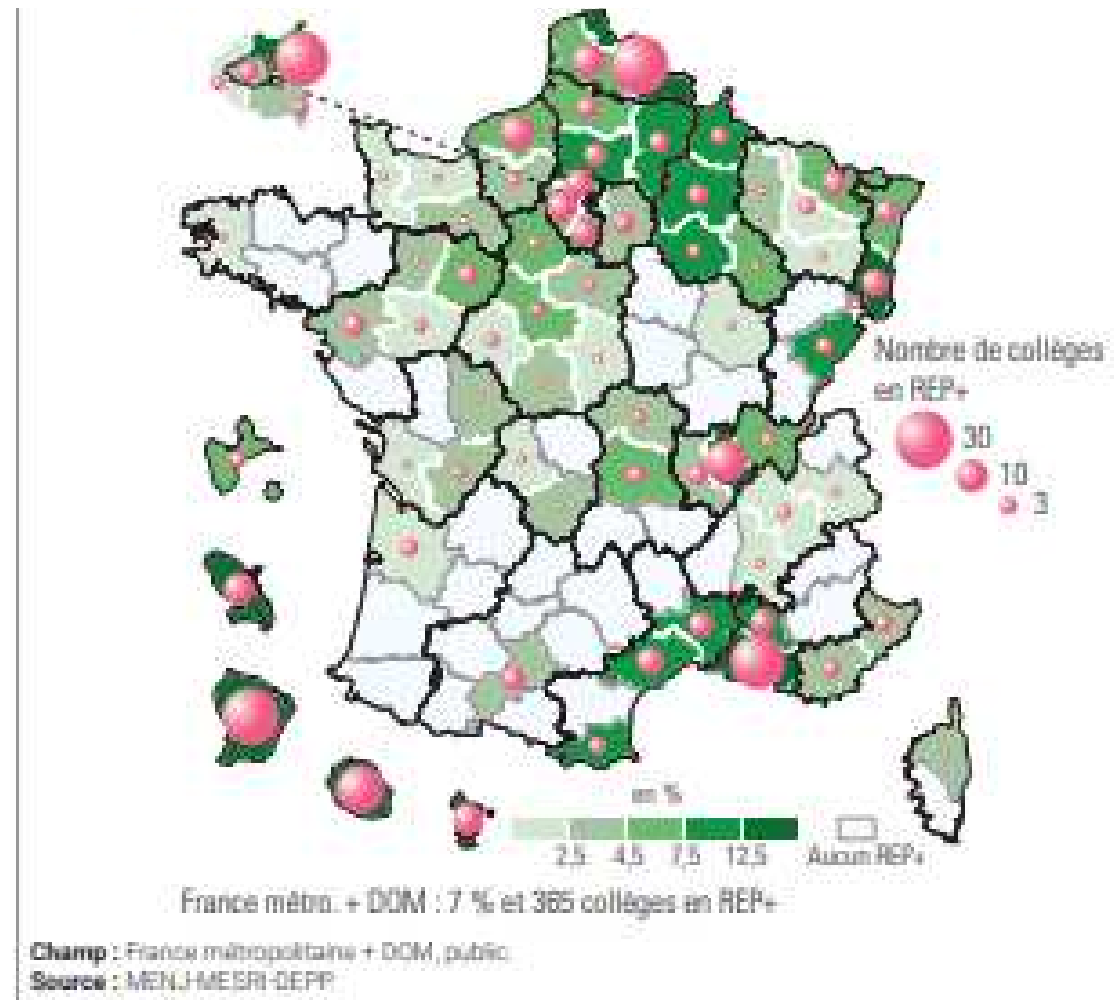 Nombre de collèges
en REP+
30
10
3
en %
2,5 4,5 7,5 12,5 Aucun REP+
France métro. + DOM : 7 % et 365 collèges en REP+
Champ : France métropolitaine + DOM, public.
Source : MENJ-MESRI-DEPP